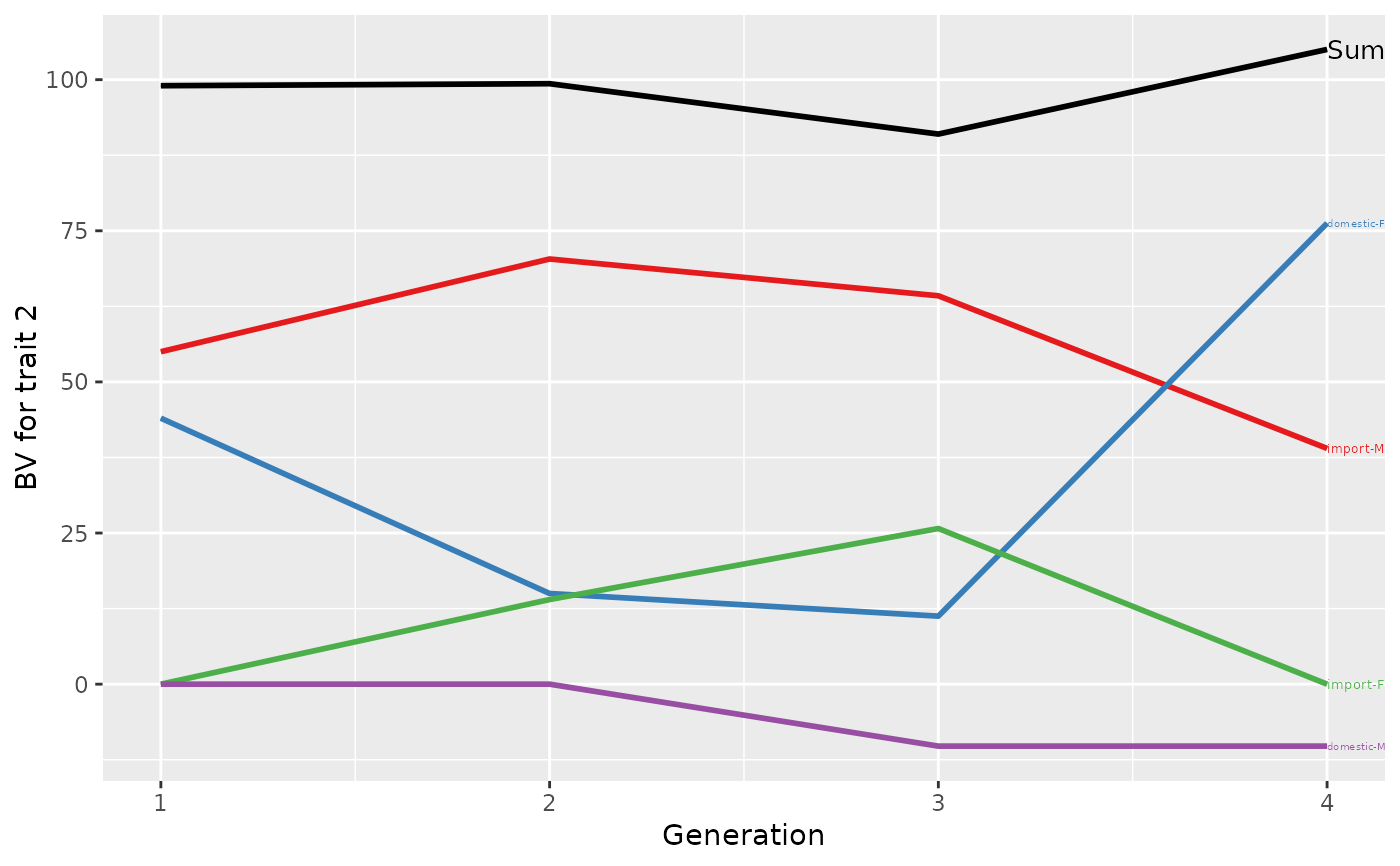 BV for trait 2
100
75
50
25
0
Sum
domestic-F
import-M
import-F
domestic-M
1 2 3 4
Generation